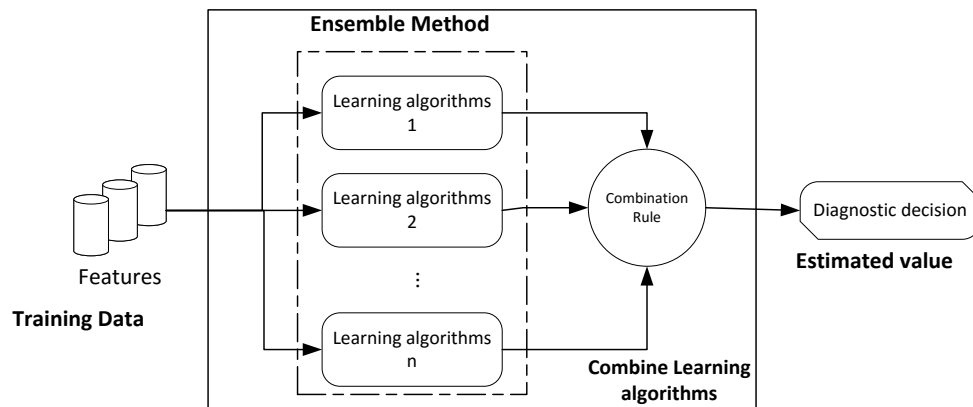 Ensemble Method
Learning algorithms
1
Learning algorithms
2
⋮
Learning algorithms
n
Features
Training Data
Combination
Rule
Combine Learning
algorithms
Diagnostic decision
Estimated value